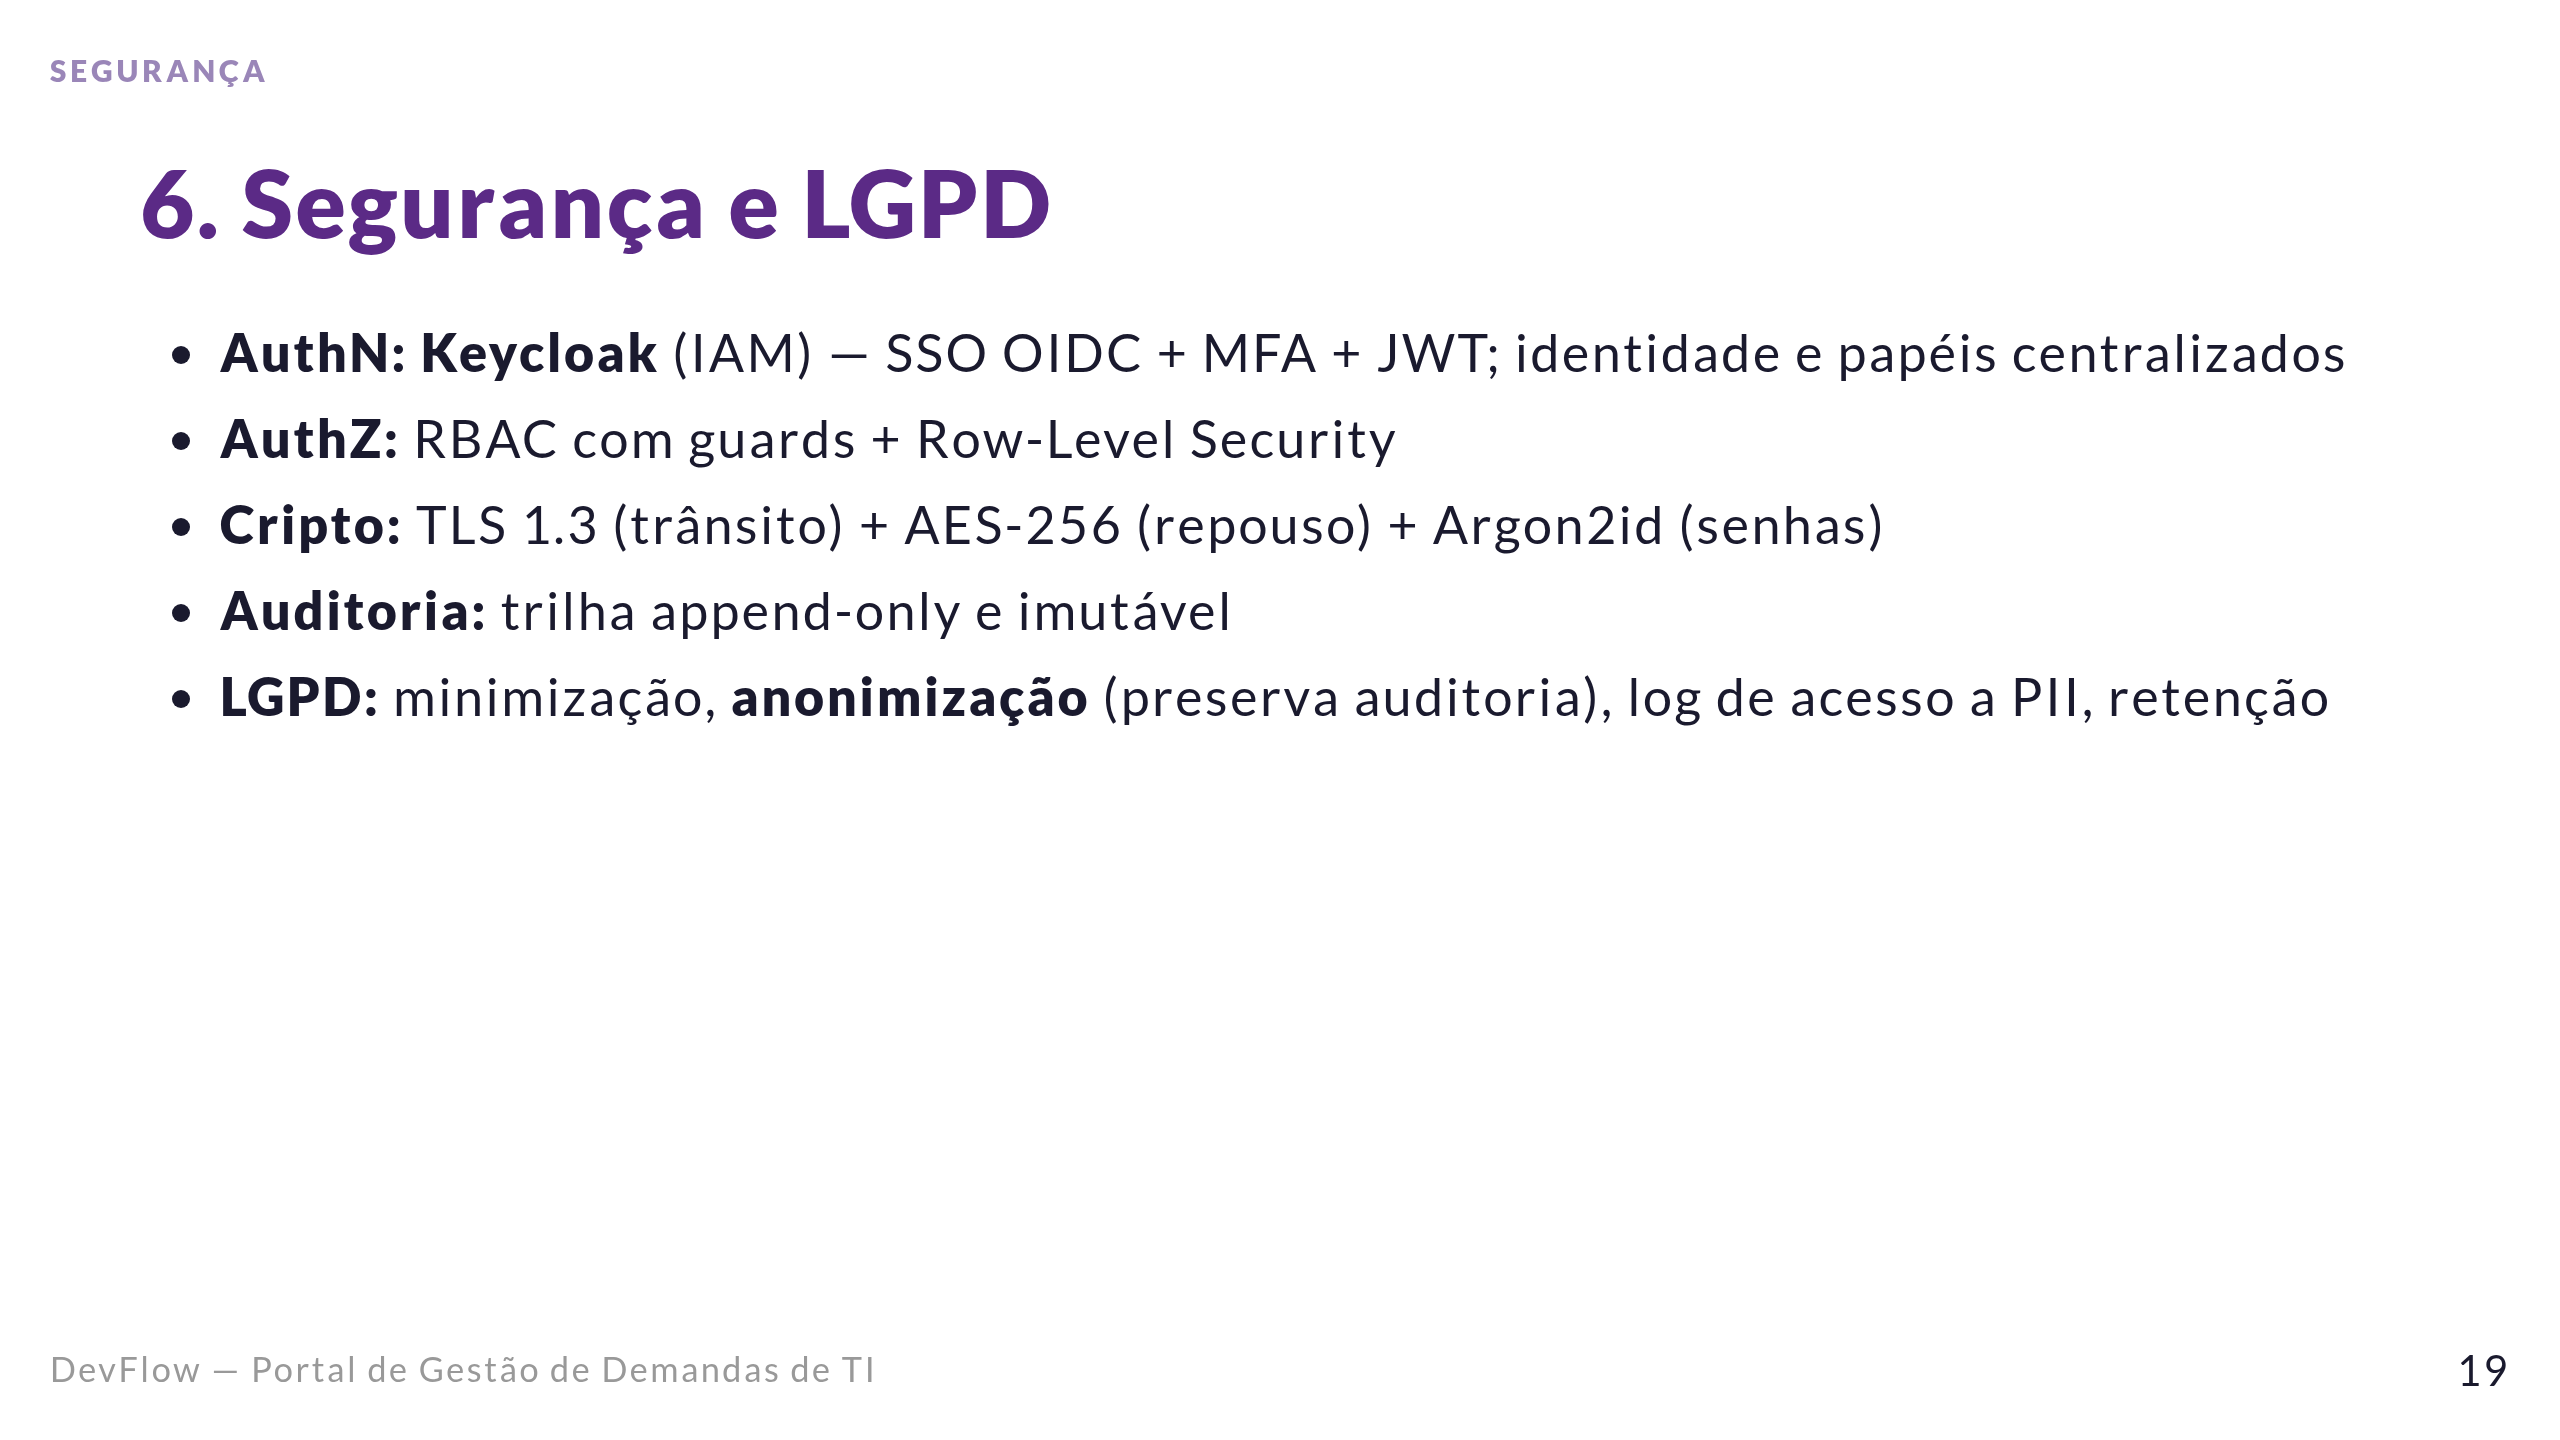 SEGURANÇA
6. Segurança e LGPD
• AuthN: Keycloak (IAM) — SSO OIDC + MFA + JWT; identidade e papéis centralizados
• AuthZ: RBAC com guards + Row-Level Security
• Cripto: TLS 1.3 (trânsito) + AES-256 (repouso) + Argon2id (senhas)
• Auditoria: trilha append-only e imutável
• LGPD: minimização, anonimização (preserva auditoria), log de acesso a PII, retenção
DevFlow — Portal de Gestão de Demandas de TI
19